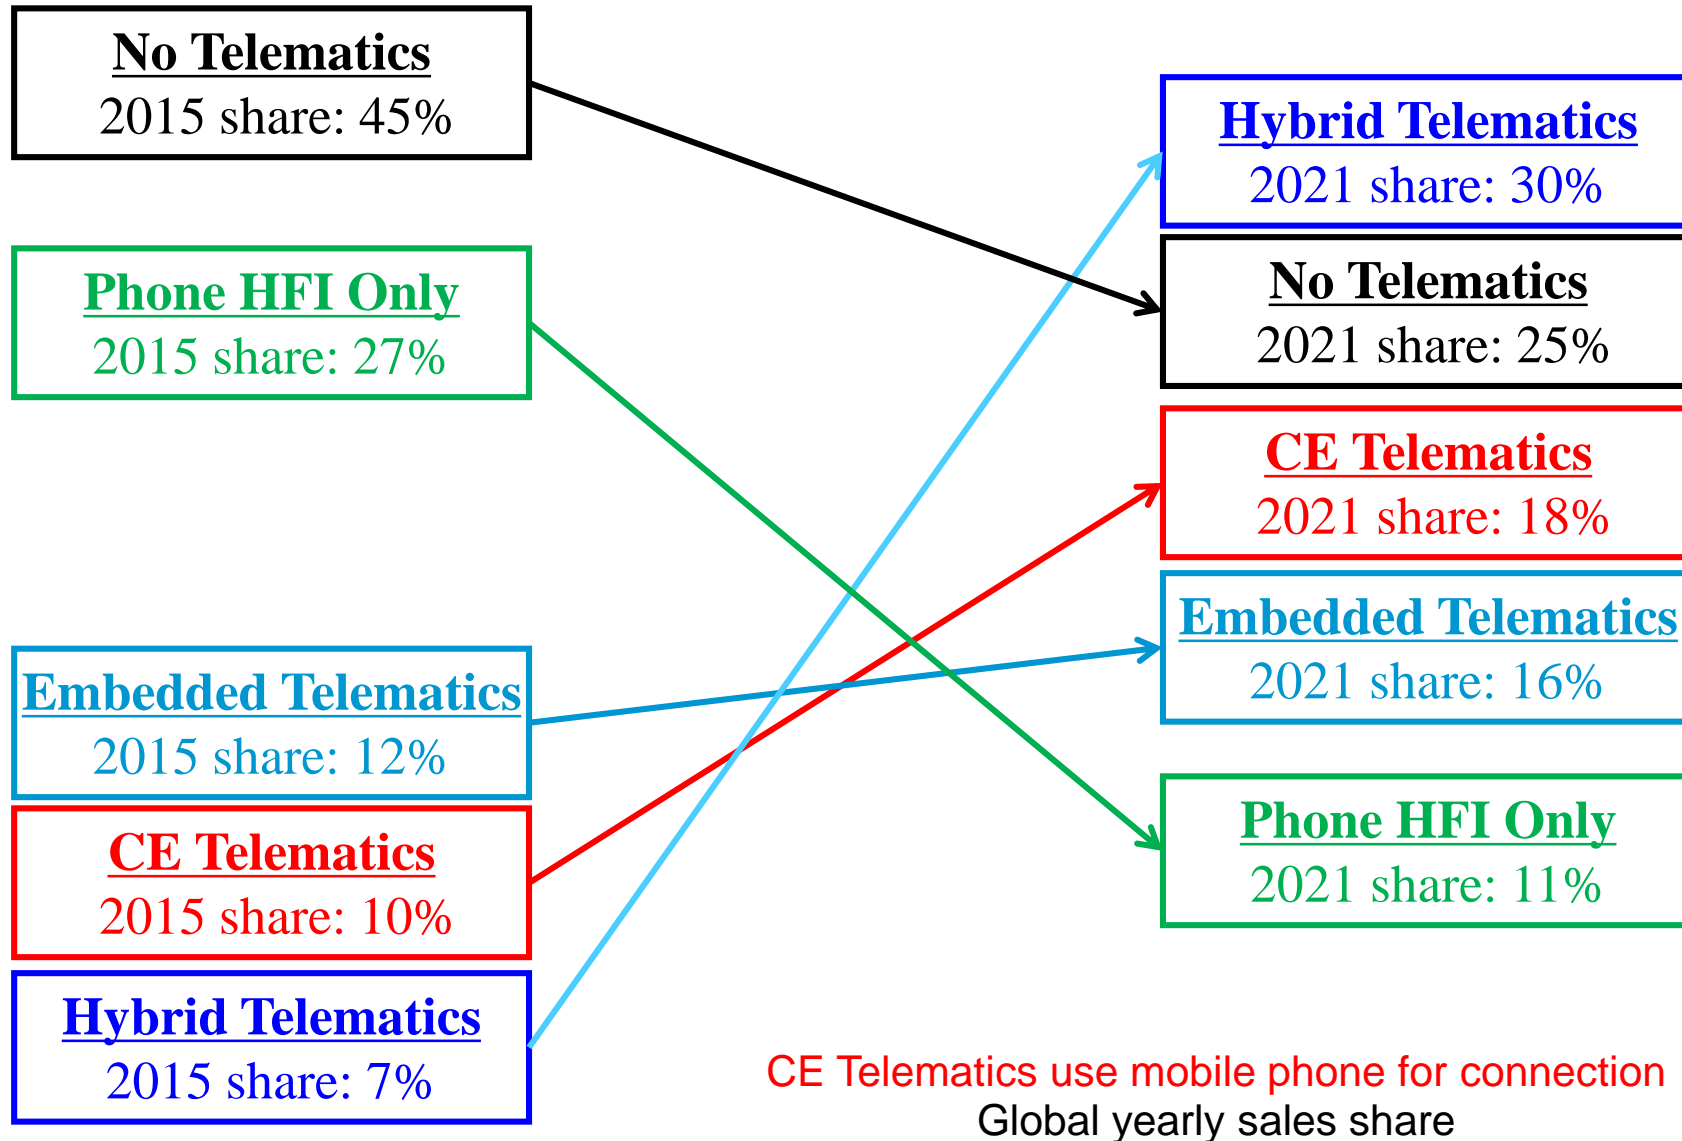 No Telematics
2015 share: 45%
Phone HFI Only
2015 share: 27%
Embedded Telematics
2015 share: 12%
CE Telematics
2015 share: 10%
Hybrid Telematics
2015 share: 7%
Hybrid Telematics
2021 share: 30%
No Telematics
2021 share: 25%
CE Telematics
2021 share: 18%
Embedded Telematics
2021 share: 16%
Phone HFI Only
2021 share: 11%
CE Telematics use mobile phone for connection
Global yearly sales share